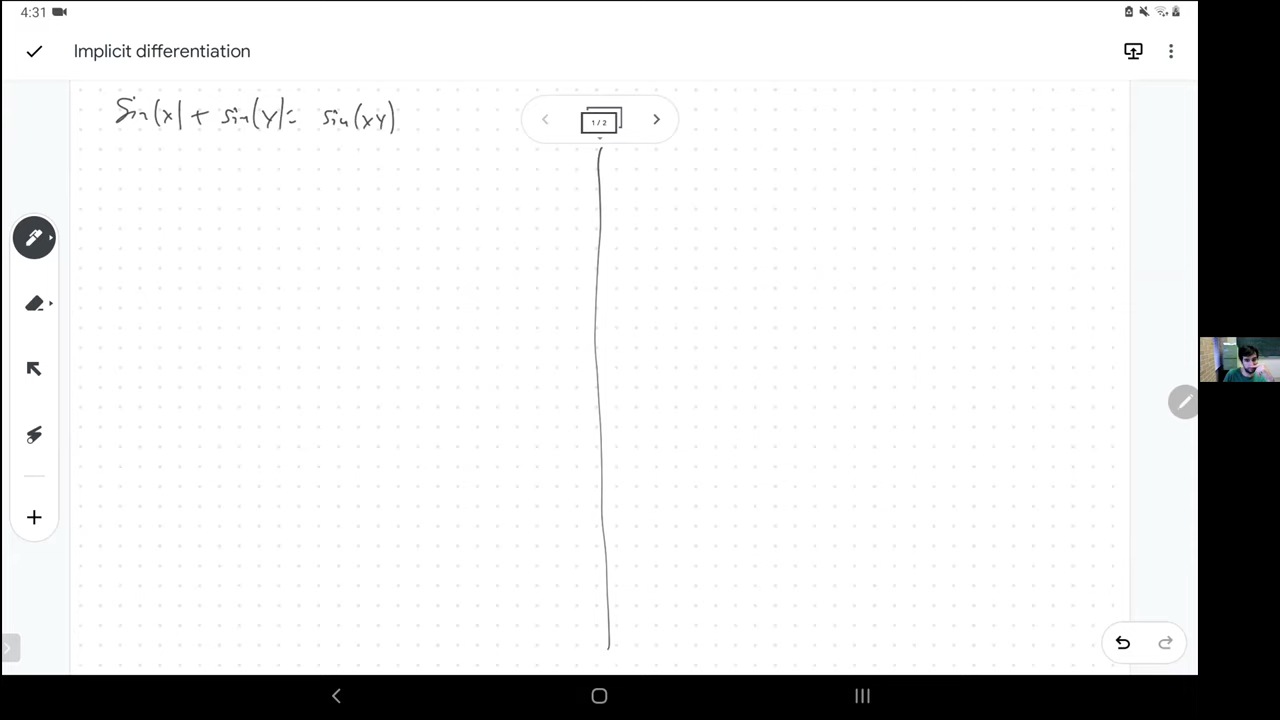 4:31
Implicit differentiation
Sin(x) + sin(y) = sin(xy)
1 / 2